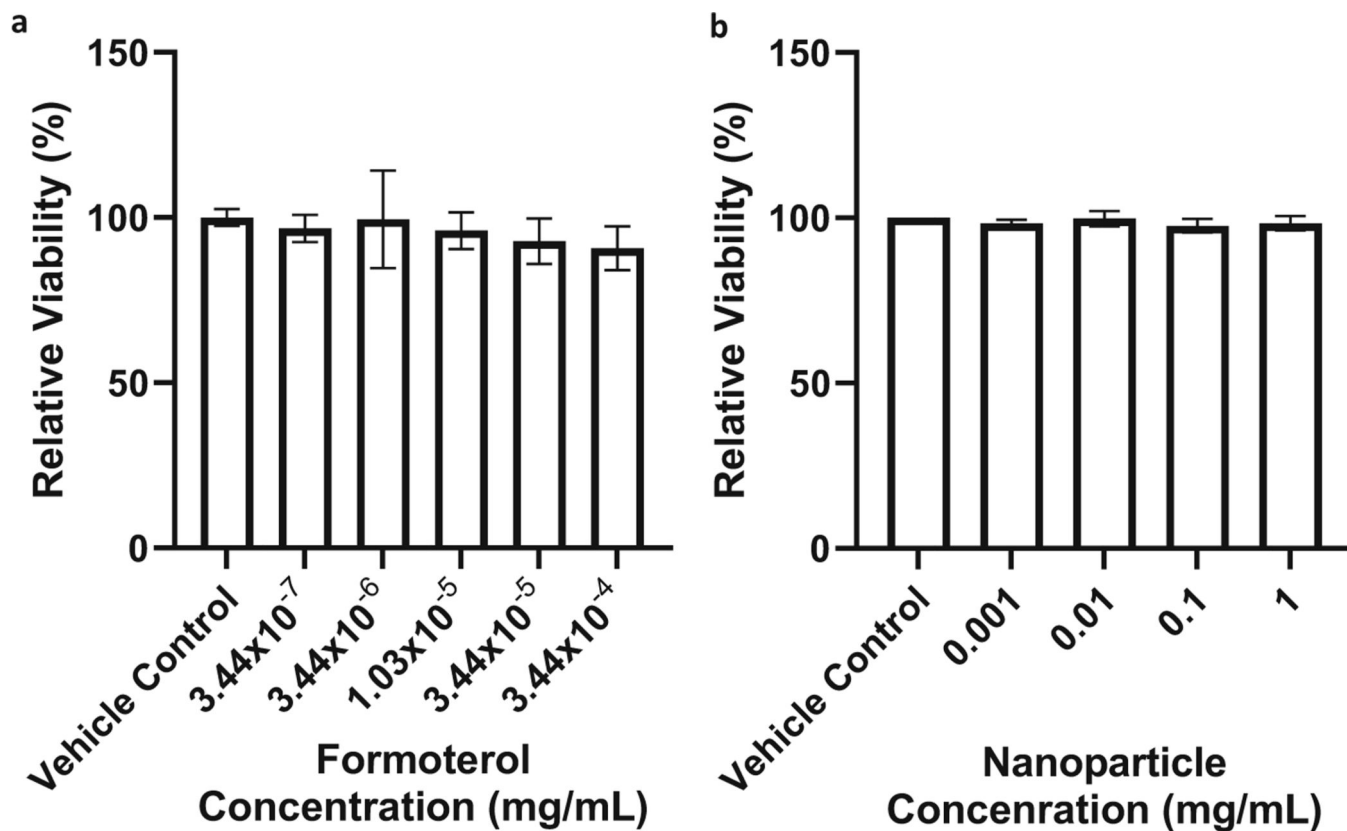 a
Relative Viability (%)
150
100
50
0
Vehicle Control
3.44x10⁻⁷
3.44x10⁻⁶
1.03x10⁻⁵
3.44x10⁻⁵
3.44x10⁻⁴
Formoterol
Concentration (mg/mL)
b
Relative Viability (%)
150
100
50
0
Vehicle Control
0.001
0.01
0.1
1
Nanoparticle
Concenration (mg/mL)